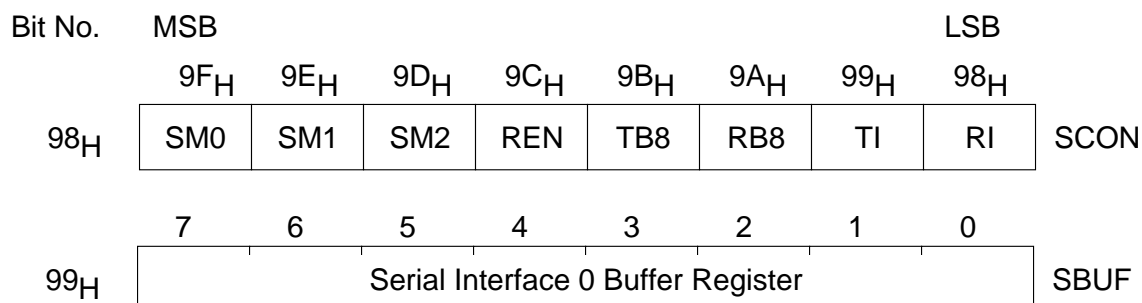 Bit No. MSB LSB
9FH 9EH 9DH 9CH 9BH 9AH 99H 98H
98H SM0 SM1 SM2 REN TB8 RB8 TI RI SCON
7 6 5 4 3 2 1 0
99H Serial Interface 0 Buffer Register SBUF